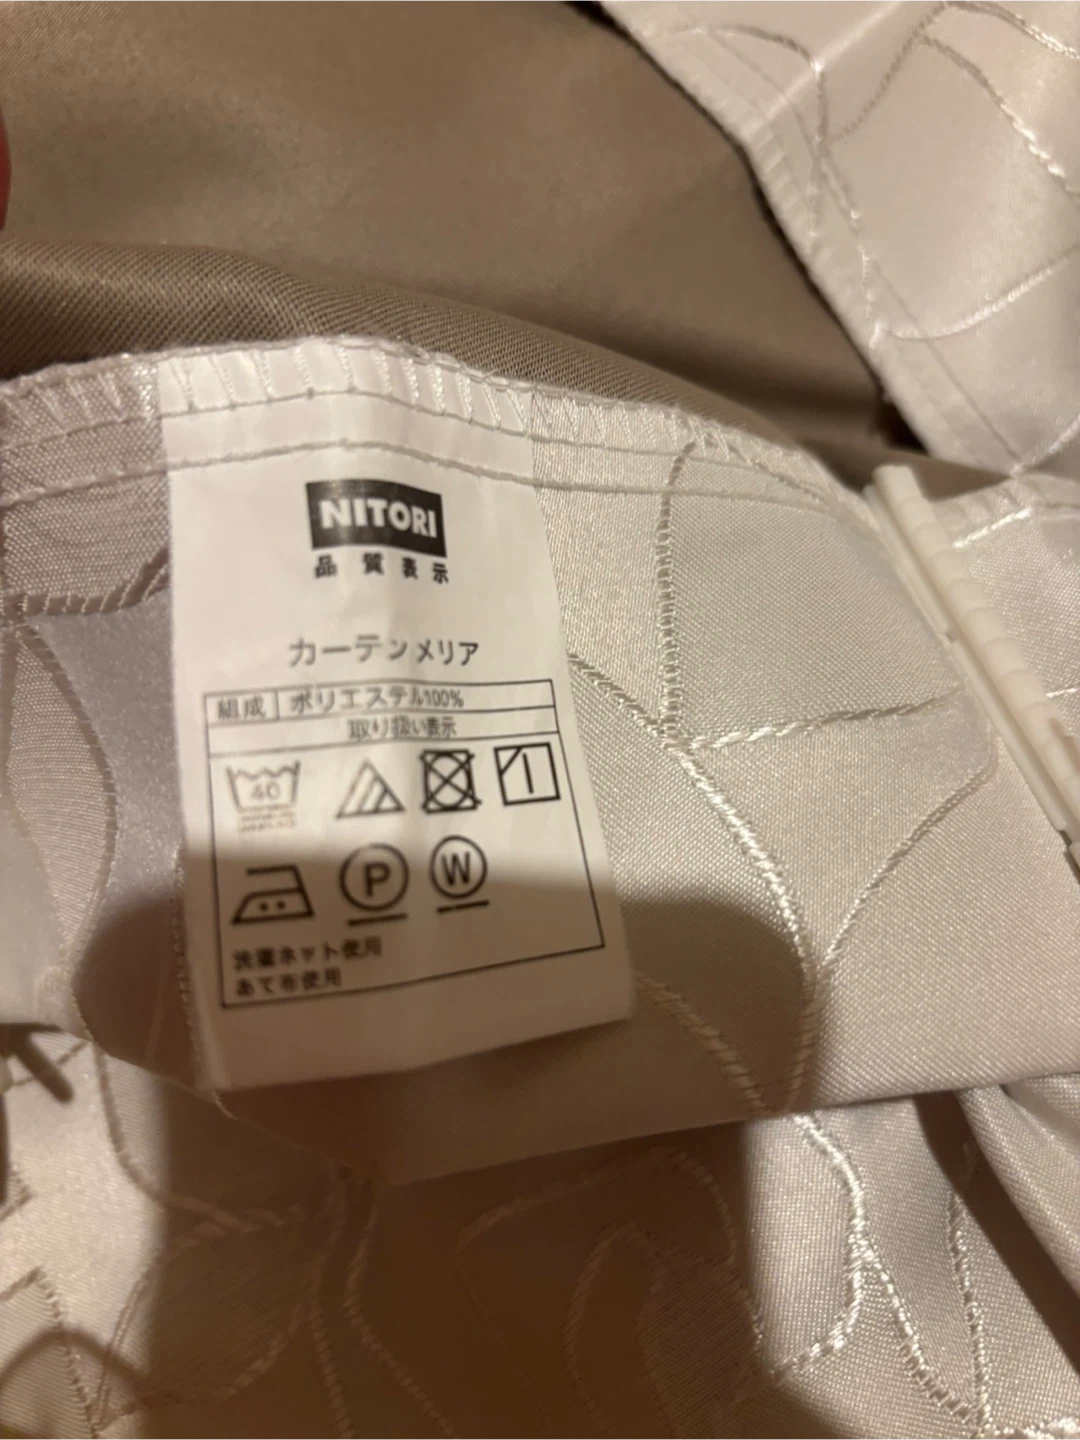 NITORI
品質表示
カーテンメリア
組成 ポリエステル100%
取り扱い表示
40
P W
洗濯ネット使用
あて布使用